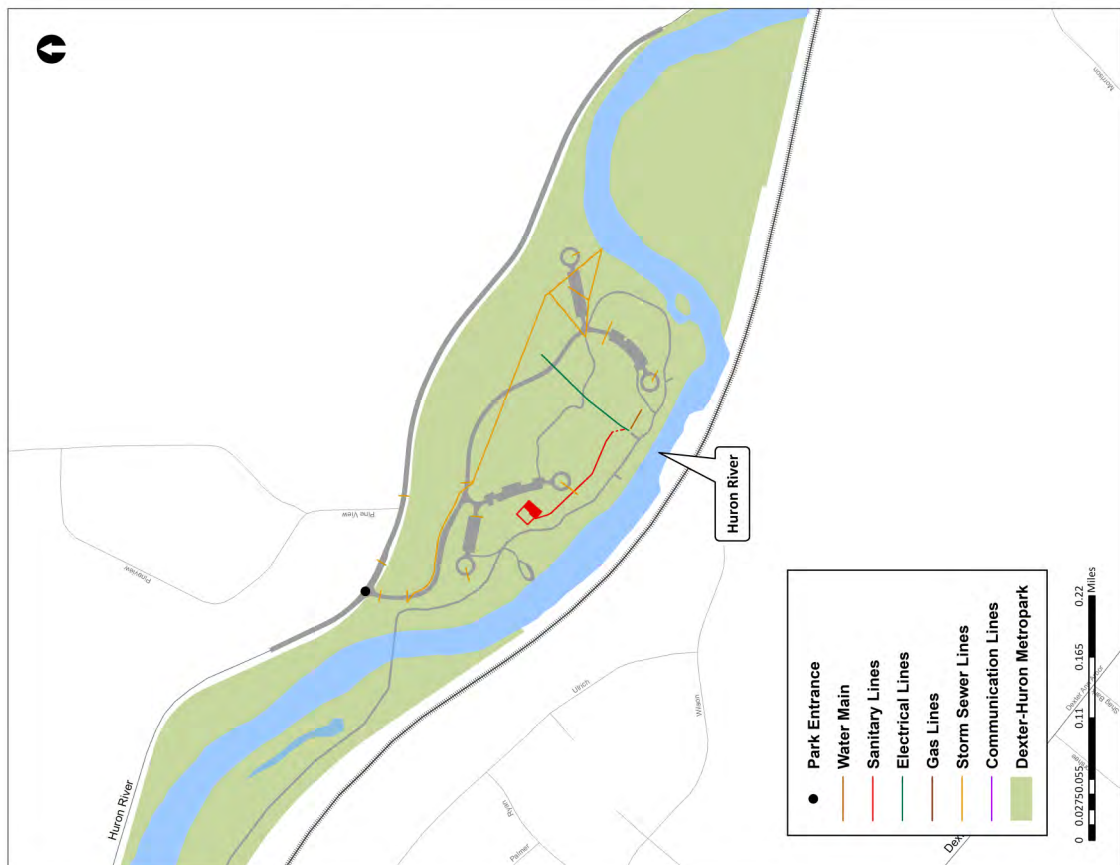 Huron River
Pineview
Pine View
Morrison
Huron River
Ulrich
Wilson
Ryan
Palmer
Park Entrance
Water Main
Sanitary Lines
Electrical Lines
Gas Lines
Storm Sewer Lines
Communication Lines
Dexter-Huron Metropark
0 0.0275 0.055 0.11 0.165 0.22
Miles